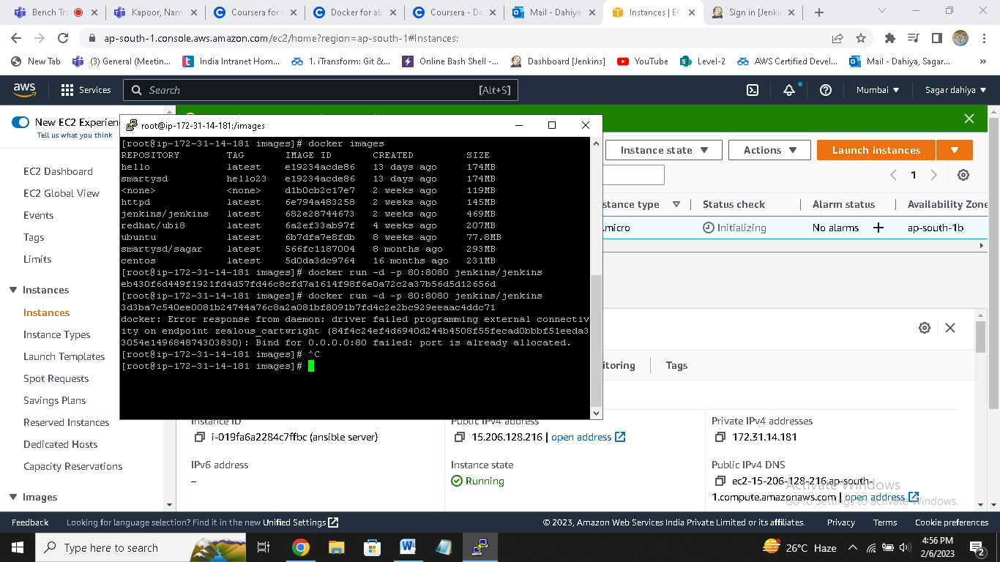 Bench Tra
Kapoor, Nam
Coursera for
Docker for ab
Coursera - Do
Mail - Dahiya,
Instances | EC
Sign in [Jenki
ap-south-1.console.aws.amazon.com/ec2/home?region=ap-south-1#Instances:
New Tab
(3) General (Meetin...
India Intranet Hom...
1. iTransform: Git &...
Online Bash Shell -...
Dashboard [Jenkins]
YouTube
Level-2
AWS Certified Devel...
Mail - Dahiya, Sagar...
»
aws
Services
Search
[Alt+S]
Mumbai
Sagar dahiya
New EC2 Experien
Tell us what you think
EC2 Dashboard
EC2 Global View
Events
Tags
Limits
Instances
Instances
Instance Types
Launch Templates
Spot Requests
Savings Plans
Reserved Instances
Dedicated Hosts
Capacity Reservations
Images
root@ip-172-31-14-181:/images
[root@ip-172-31-14-181 images]# docker images
REPOSITORY TAG IMAGE ID CREATED SIZE
hello latest e19234acde86 13 days ago 174MB
smartysd hello23 e19234acde86 13 days ago 174MB
<none> <none> d1b0cb2c17e7 2 weeks ago 119MB
httpd latest 6e794a483258 2 weeks ago 145MB
jenkins/jenkins latest 682e28744673 2 weeks ago 469MB
redhat/ubi8 latest 6a2ef33ab97f 4 weeks ago 207MB
ubuntu latest 6b7dfa7e8fdb 8 weeks ago 77.8MB
smartysd/sagar latest 566fc1187004 8 months ago 293MB
centos latest 5d0da3dc9764 16 months ago 231MB
[root@ip-172-31-14-181 images]# docker run -d -p 80:8080 jenkins/jenkins
eb430f6d449f1921fd4d57fd46c8cfd7a1614f98f6e0a72c2a37b56d5d12656d
[root@ip-172-31-14-181 images]# docker run -d -p 80:8080 jenkins/jenkins
3d3ba7c540ee0081b24744a76c8a2a081bf8091b7fd4c2e2bc929eeaac4ddc71
docker: Error response from daemon: driver failed programming external connectiv
ity on endpoint zealous_cartwright (84f4c24ef4d6940d244b4508f55fecad0bbbf51eeda3
3054e149684874303830): Bind for 0.0.0.0:80 failed: port is already allocated.
[root@ip-172-31-14-181 images]# ^C
[root@ip-172-31-14-181 images]#
Instance state
Actions
Launch instances
1
stance type
Status check
Alarm status
Availability Zone
.micro
Initializing
No alarms
ap-south-1b
itoring
Tags
Instance ID
i-019fa6a2284c7ffbc (ansible server)
Public IPv4 address
15.206.128.216 | open address
Private IPv4 addresses
172.31.14.181
IPv6 address
–
Instance state
Running
Public IPv4 DNS
ec2-15-206-128-216.ap-south-
1.compute.amazonaws.com | open address
Activate Windows
Go to Settings to activate Windows.
Feedback
Looking for language selection? Find it in the new Unified Settings
© 2023, Amazon Web Services India Private Limited or its affiliates.
Privacy
Terms
Cookie preferences
Type here to search
26°C Haze
4:56 PM
2/6/2023
2